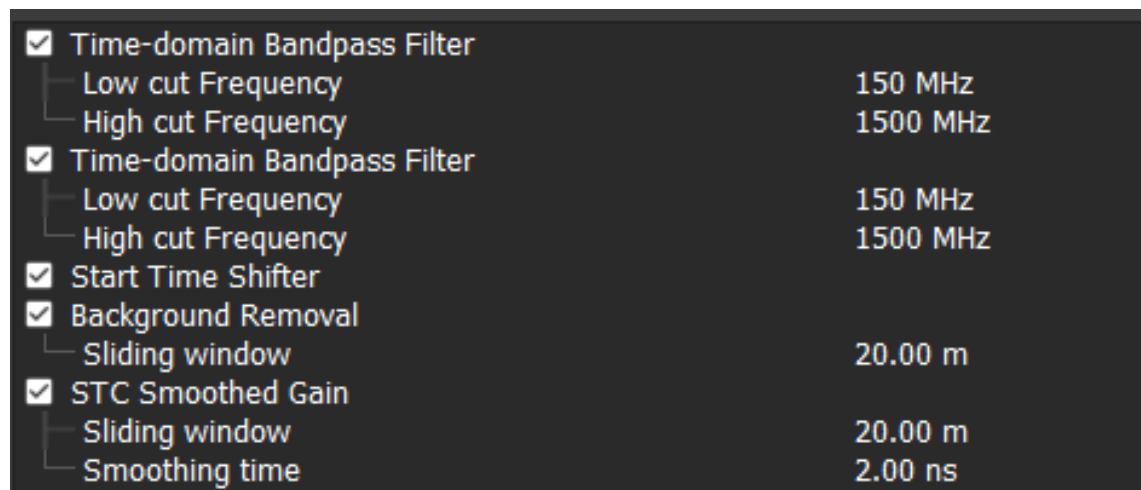 Time-domain Bandpass Filter
Low cut Frequency 150 MHz
High cut Frequency 1500 MHz
Time-domain Bandpass Filter
Low cut Frequency 150 MHz
High cut Frequency 1500 MHz
Start Time Shifter
Background Removal
Sliding window 20.00 m
STC Smoothed Gain
Sliding window 20.00 m
Smoothing time 2.00 ns